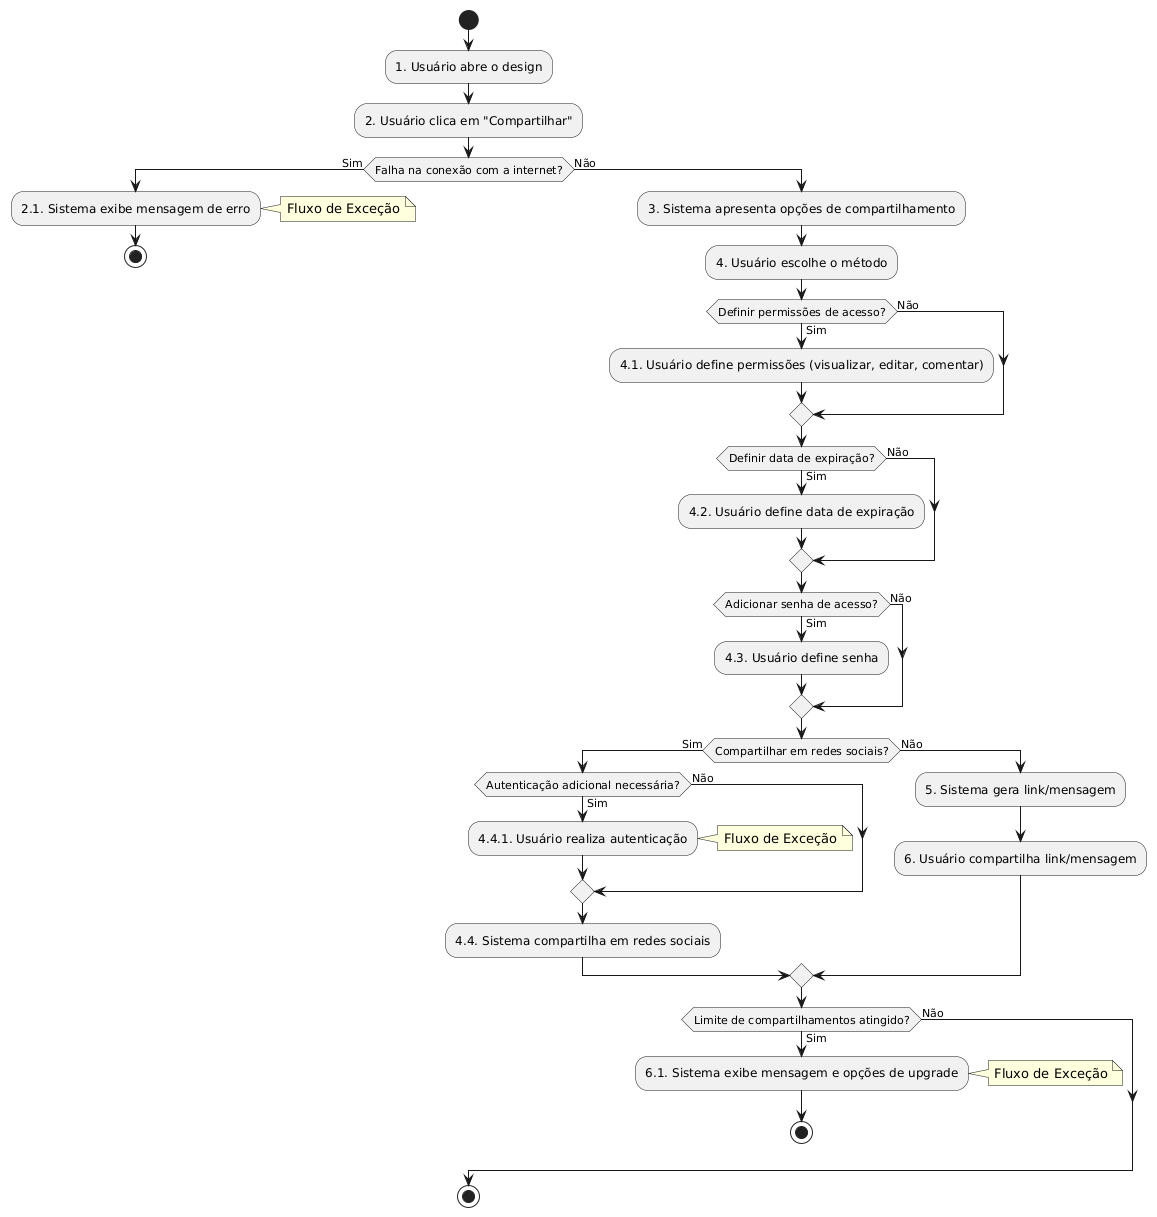 1. Usuário abre o design
2. Usuário clica em "Compartilhar"
Sim
Falha na conexão com a internet?
Não
2.1. Sistema exibe mensagem de erro
Fluxo de Exceção
3. Sistema apresenta opções de compartilhamento
4. Usuário escolhe o método
Definir permissões de acesso?
Não
Sim
4.1. Usuário define permissões (visualizar, editar, comentar)
Definir data de expiração?
Não
Sim
4.2. Usuário define data de expiração
Adicionar senha de acesso?
Não
Sim
4.3. Usuário define senha
Sim
Compartilhar em redes sociais?
Não
Autenticação adicional necessária?
Não
Sim
4.4.1. Usuário realiza autenticação
Fluxo de Exceção
4.4. Sistema compartilha em redes sociais
5. Sistema gera link/mensagem
6. Usuário compartilha link/mensagem
Limite de compartilhamentos atingido?
Não
Sim
6.1. Sistema exibe mensagem e opções de upgrade
Fluxo de Exceção